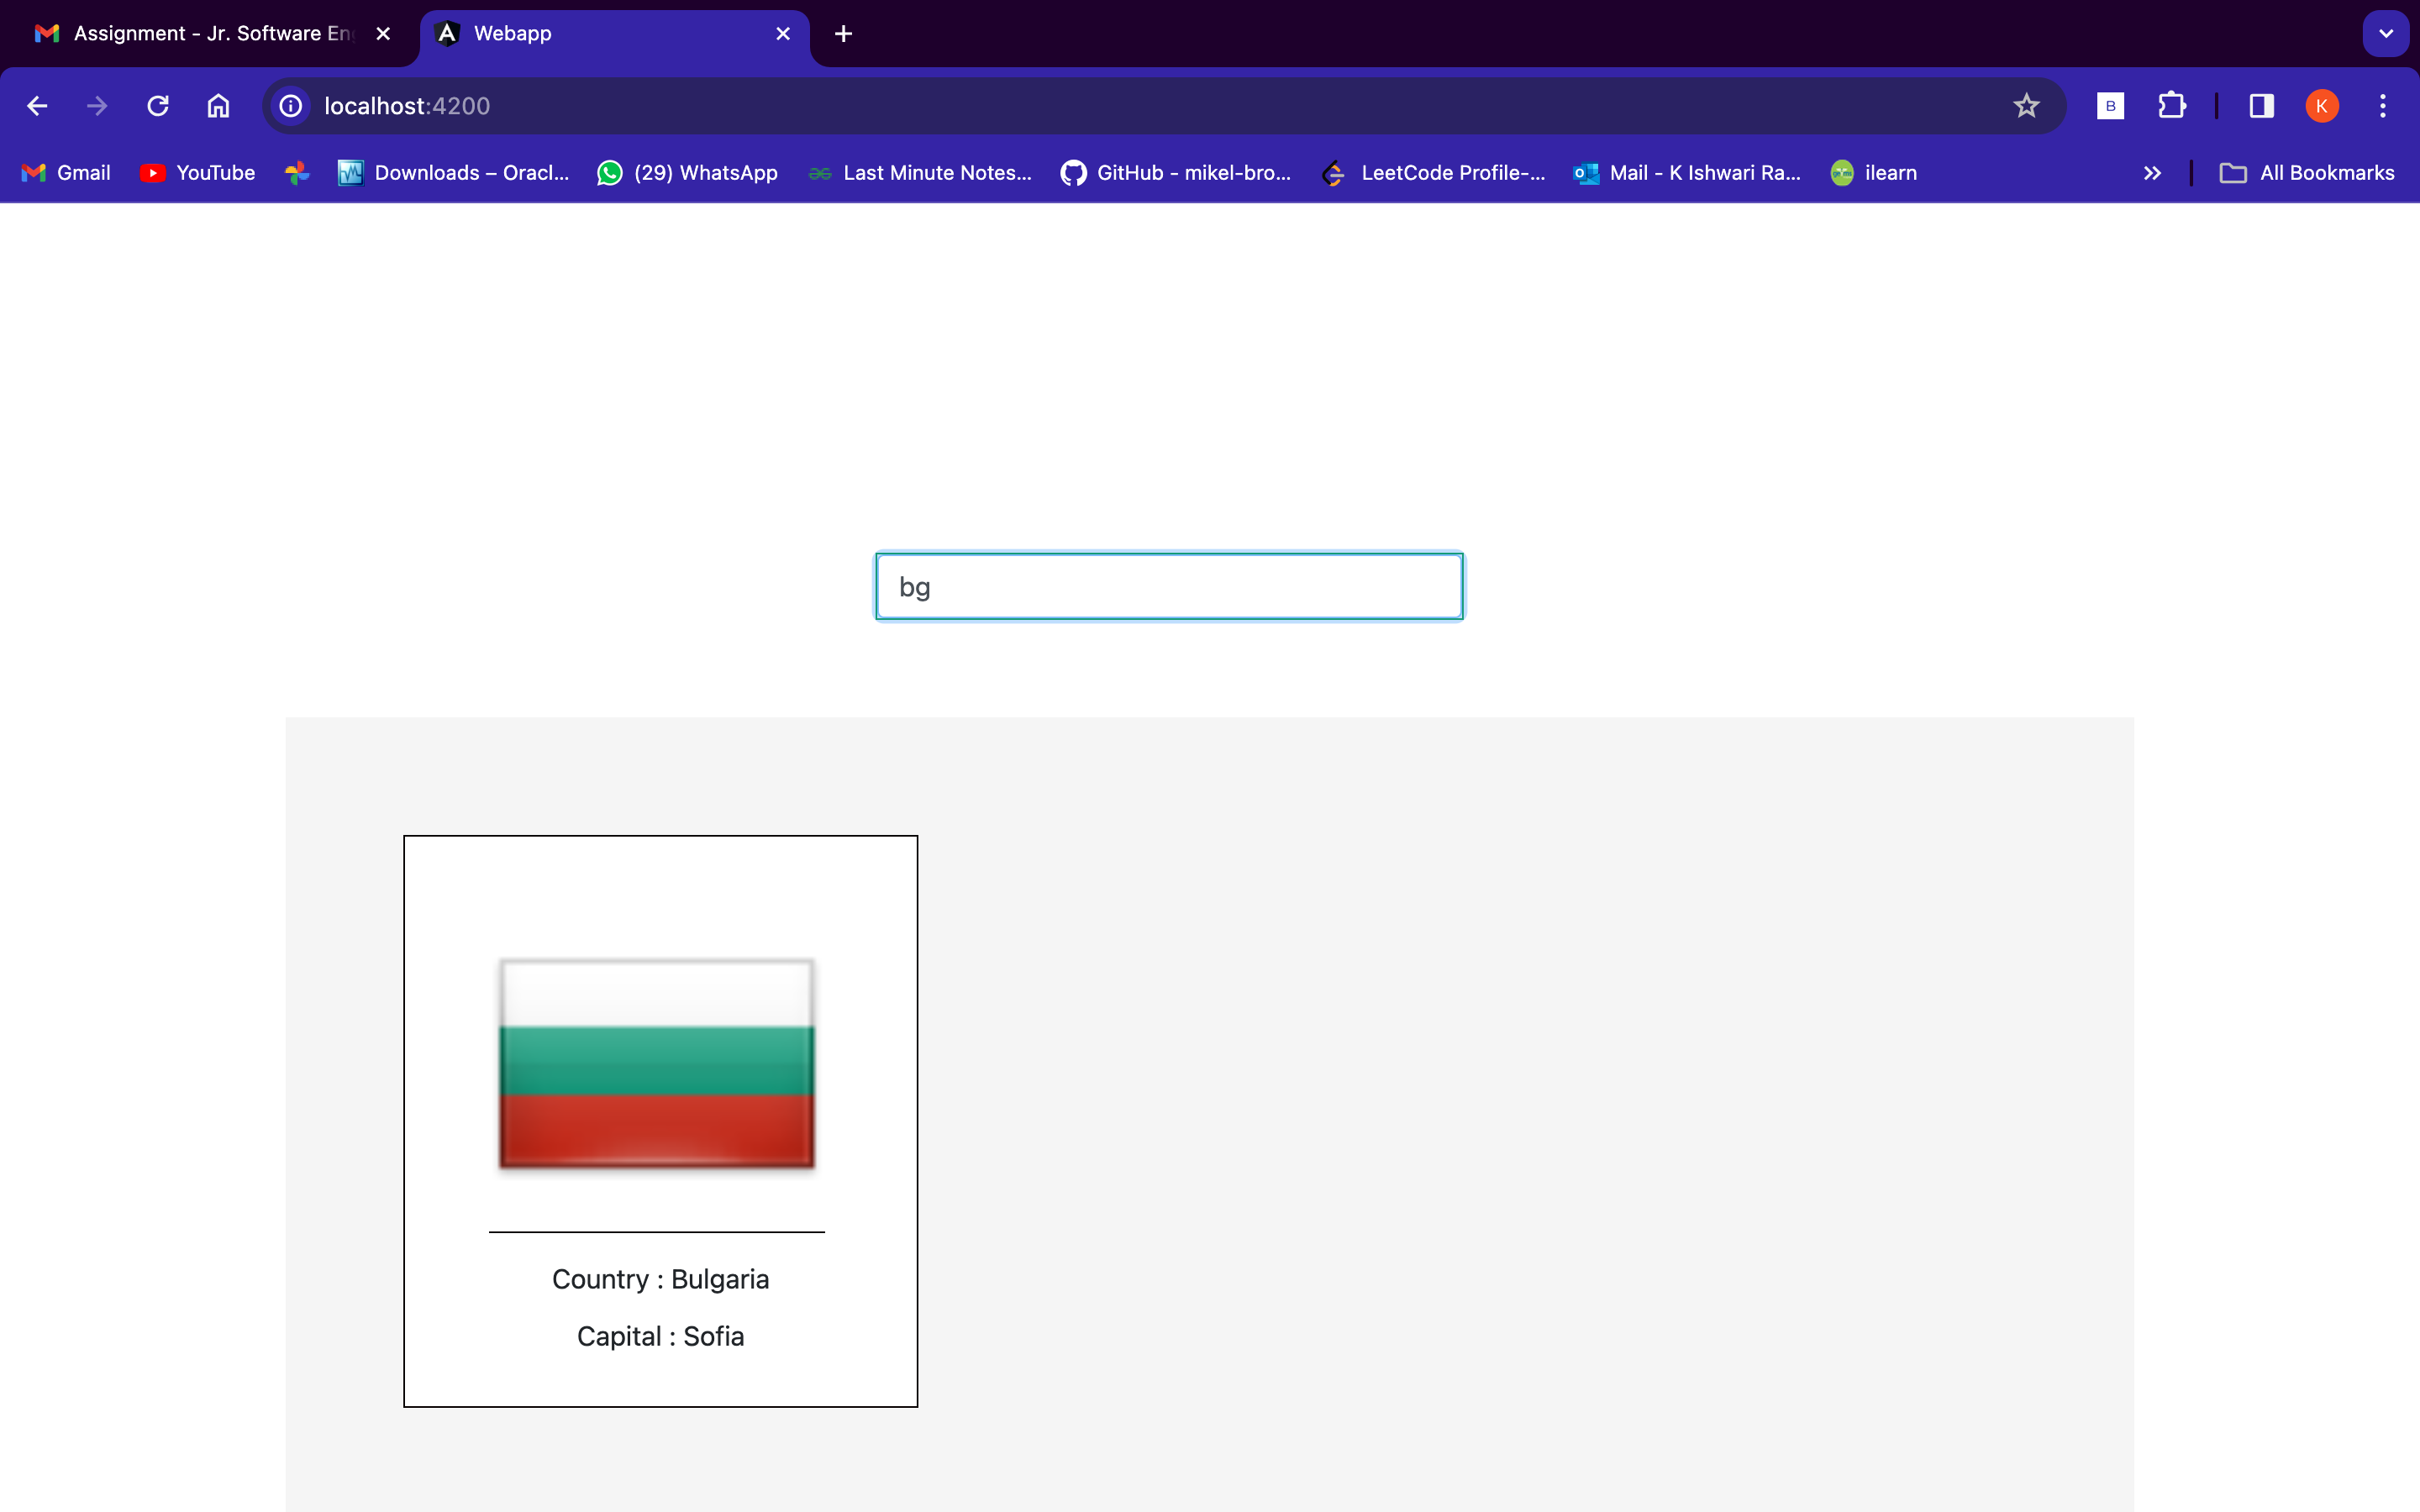 Assignment - Jr. Software En
Webapp
localhost:4200
B
K
Gmail
YouTube
Downloads – Oracl...
(29) WhatsApp
Last Minute Notes...
GitHub - mikel-bro...
LeetCode Profile-...
Mail - K Ishwari Ra...
ilearn
All Bookmarks
bg
Country : Bulgaria
Capital : Sofia